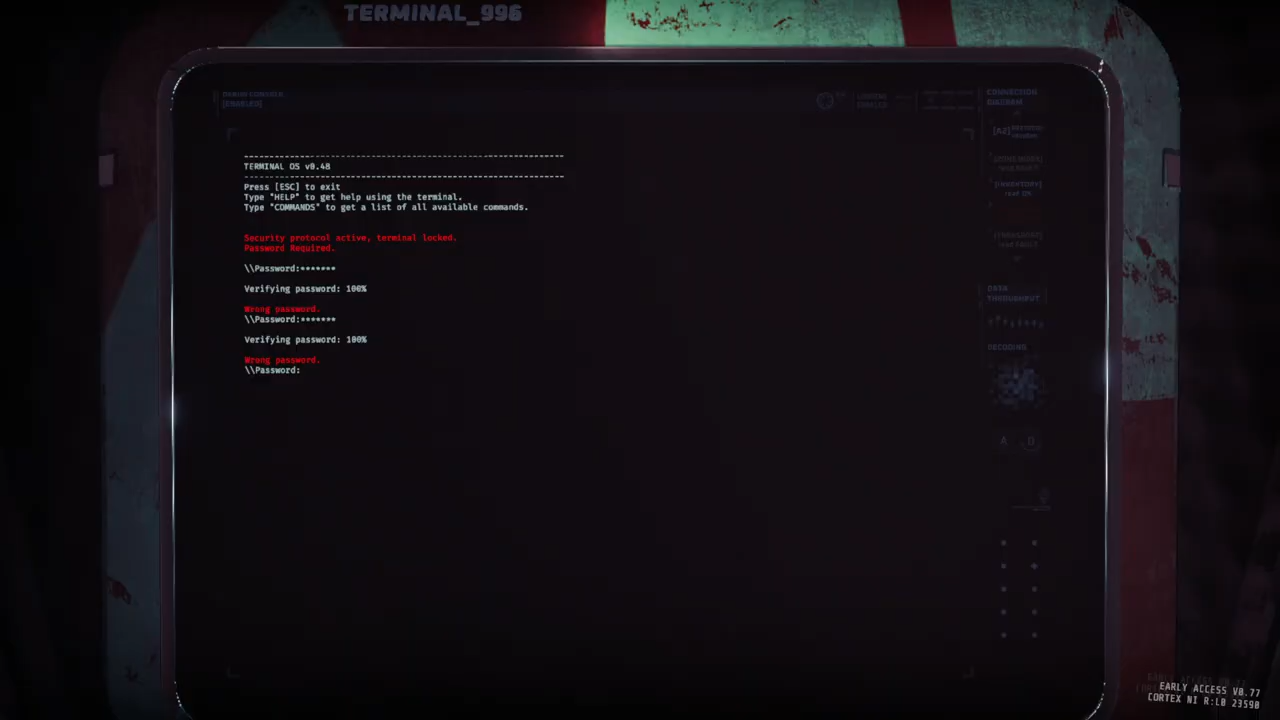 TERMINAL_996
[ENABLED]
CONNECTION
DIAGRAM
--------------------------------------------------------------
TERMINAL OS v0.48
--------------------------------------------------------------
Press [ESC] to exit
Type "HELP" to get help using the terminal.
Type "COMMANDS" to get a list of all available commands.
Security protocol active, terminal locked.
Password Required.
\\Password:*******
Verifying password: 100%
Wrong password.
\\Password:*******
Verifying password: 100%
Wrong password.
\\Password:
DATA
THROUGHPUT
DECODING
A
EARLY ACCESS V0.77
CORTEX NI R:L0 23590